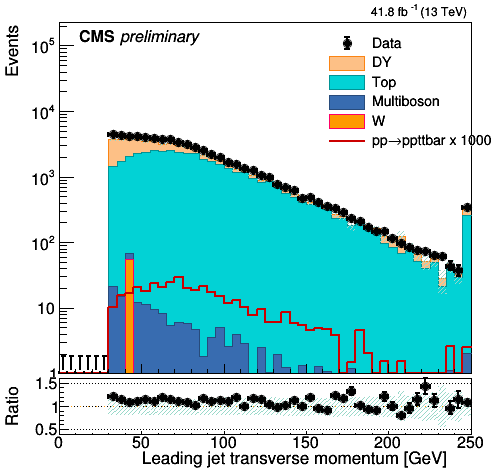 41.8 fb⁻¹ (13 TeV)
CMS preliminary
Events
10⁵
10⁴
10³
10²
10
1
Data
DY
Top
Multiboson
W
pp→ppttbar x 1000
Ratio
1.5
1
0.5
0 50 100 150 200 250
Leading jet transverse momentum [GeV]